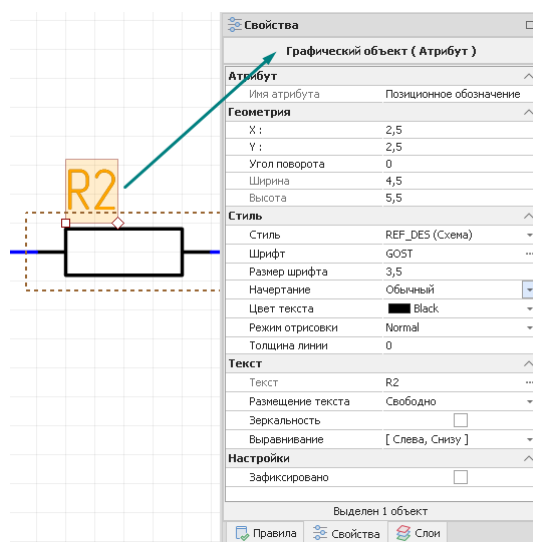 Свойства
Графический объект ( Атрибут )
Атрибут
Имя атрибута Позиционное обозначение
Геометрия
X : 2,5
Y : 2,5
Угол поворота 0
Ширина 4,5
Высота 5,5
Стиль
Стиль REF_DES (Схема)
Шрифт GOST ...
Размер шрифта 3,5
Начертание Обычный
Цвет текста Black
Режим отрисовки Normal
Толщина линии 0
Текст
Текст R2 ...
Размещение текста Свободно
Зеркальность
Выравнивание [ Слева, Снизу ]
Настройки
Зафиксировано
Выделен 1 объект
Правила Свойства Слои
R2